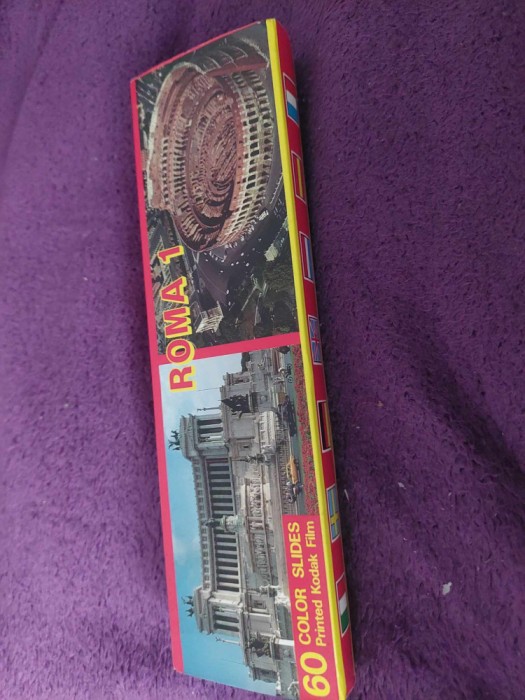 ROMA 1
60 COLOR SLIDES
Printed Kodak Film